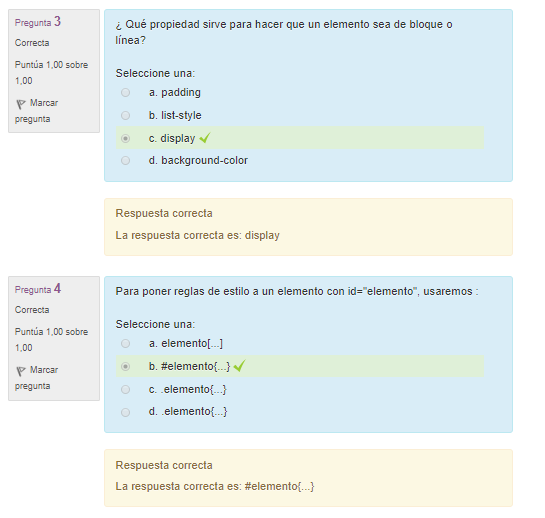 Pregunta 3
Correcta
Puntúa 1,00 sobre
1,00
Marcar
pregunta
¿ Qué propiedad sirve para hacer que un elemento sea de bloque o
línea?
Seleccione una:
a. padding
b. list-style
c. display
d. background-color
Respuesta correcta
La respuesta correcta es: display
Pregunta 4
Correcta
Puntúa 1,00 sobre
1,00
Marcar
pregunta
Para poner reglas de estilo a un elemento con id="elemento", usaremos :
Seleccione una:
a. elemento[...]
b. #elemento{...}
c. .elemento{...}
d. .elemento{...}
Respuesta correcta
La respuesta correcta es: #elemento{...}